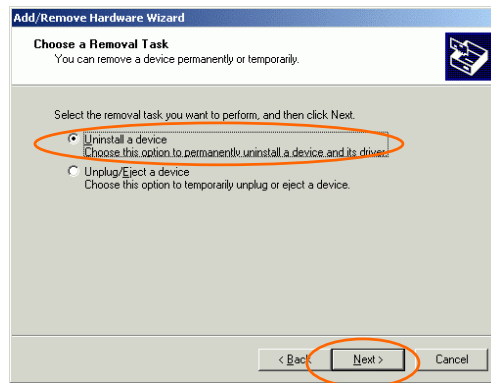 Add/Remove Hardware Wizard
Choose a Removal Task
You can remove a device permanently or temporarily.
Select the removal task you want to perform, and then click Next.
Uninstall a device
Choose this option to permanently uninstall a device and its driver.
Unplug/Eject a device
Choose this option to temporarily unplug or eject a device.
< Back
Next >
Cancel